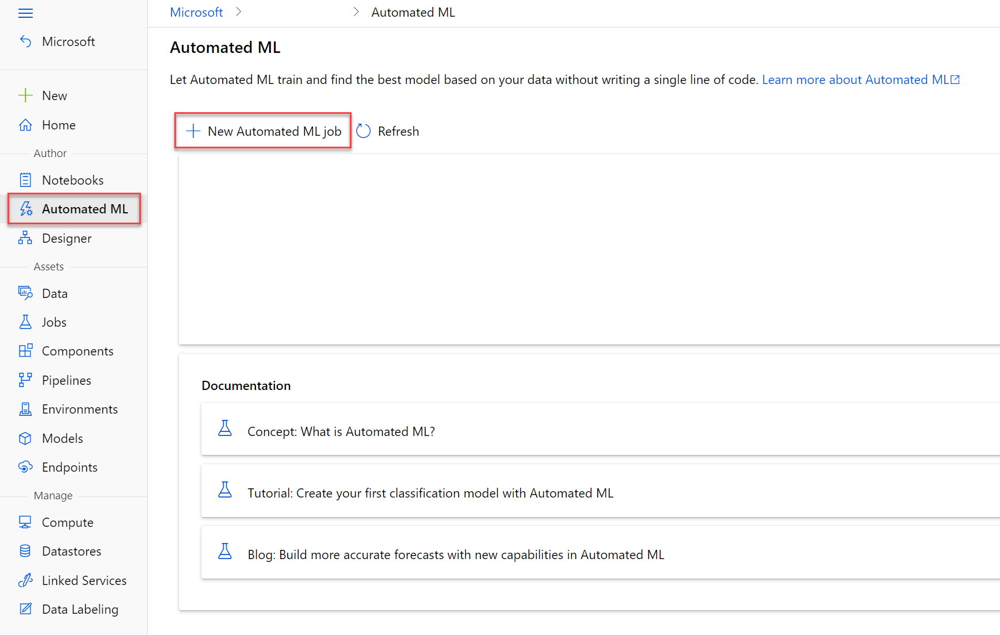 Microsoft
New
Home
Author
Notebooks
Automated ML
Designer
Assets
Data
Jobs
Components
Pipelines
Environments
Models
Endpoints
Manage
Compute
Datastores
Linked Services
Data Labeling
Microsoft > > Automated ML
Automated ML
Let Automated ML train and find the best model based on your data without writing a single line of code. Learn more about Automated ML
New Automated ML job Refresh
Documentation
Concept: What is Automated ML?
Tutorial: Create your first classification model with Automated ML
Blog: Build more accurate forecasts with new capabilities in Automated ML